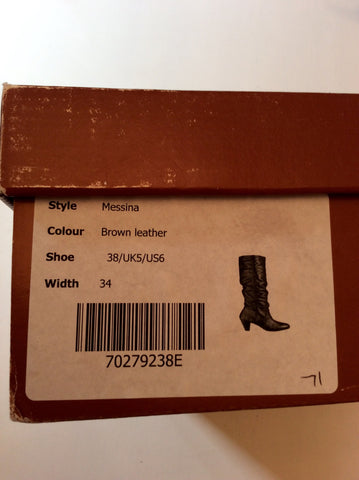 Style Messina
Colour Brown leather
Shoe 38/UK5/US6
Width 34
70279238E
71